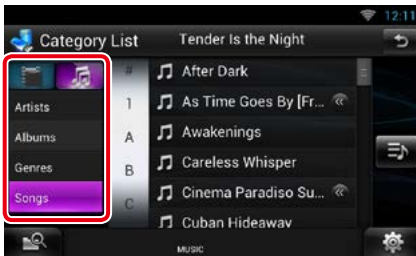 12:11
Category List
Tender Is the Night
#
After Dark
Artists
1
As Time Goes By [Fr...
Albums
A
Awakenings
Genres
B
Careless Whisper
Songs
C
Cinema Paradiso Su...
Cuban Hideaway
MUSIC